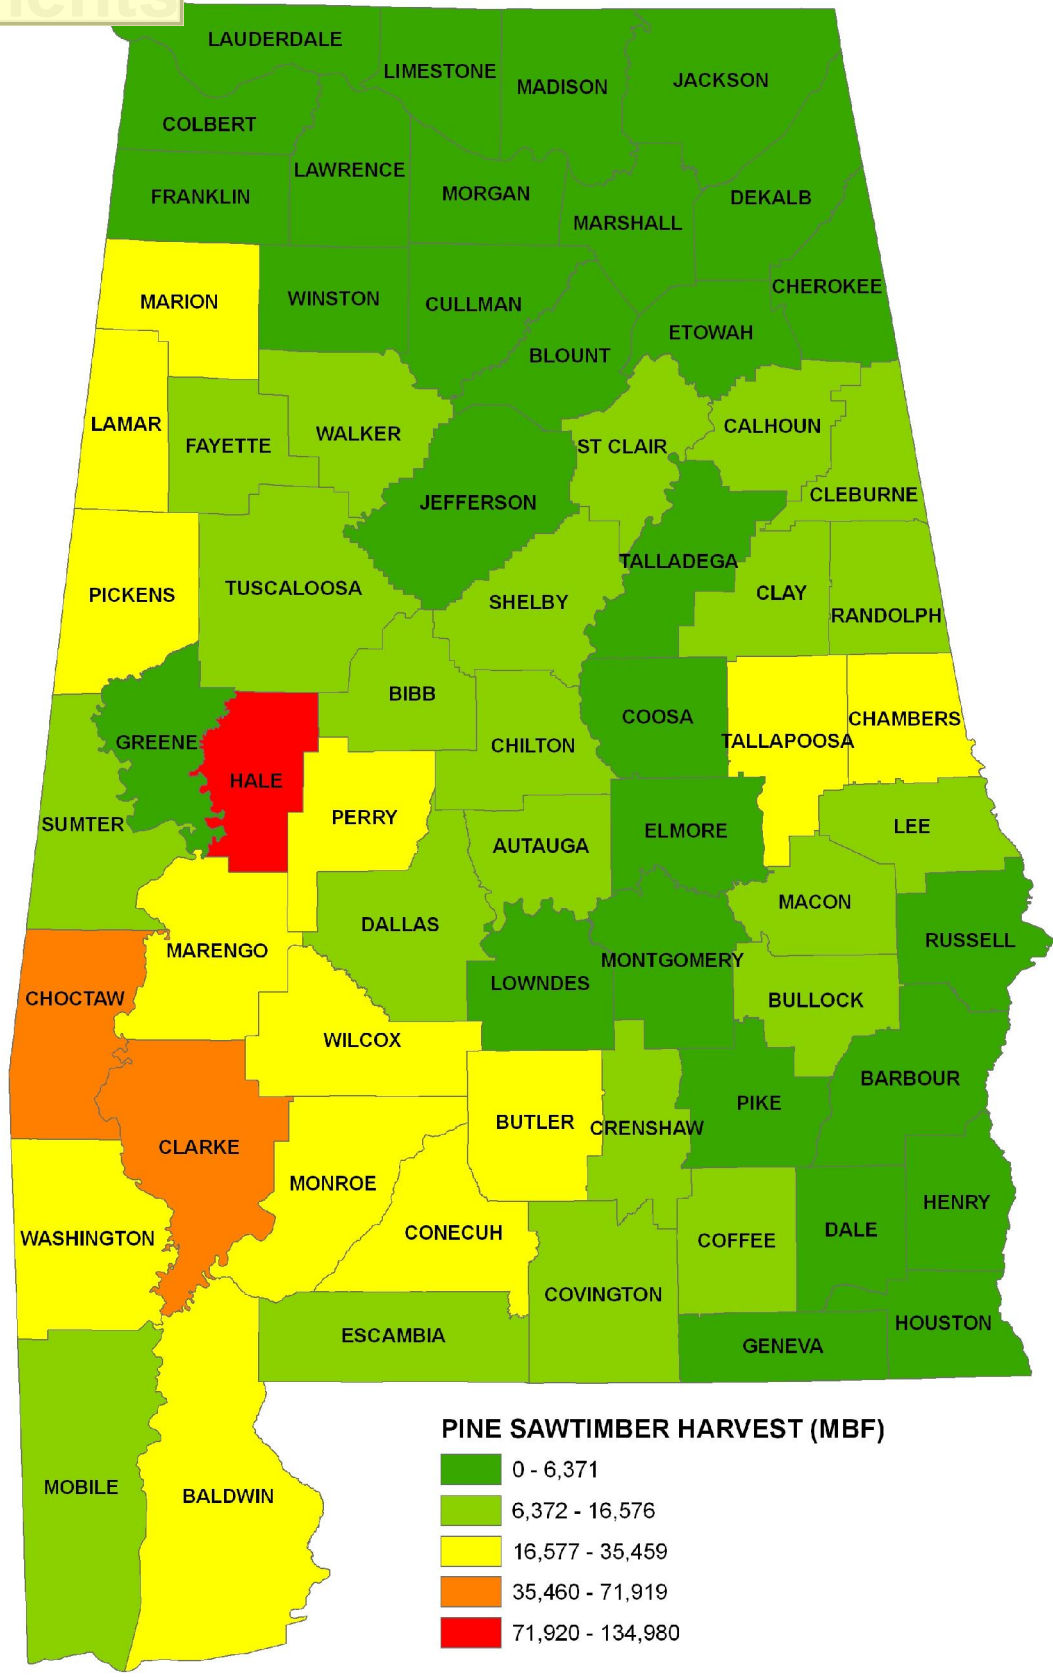 LAUDERDALE
LIMESTONE
MADISON
JACKSON
COLBERT
LAWRENCE
FRANKLIN
MORGAN
MARSHALL
DEKALB
CHEROKEE
MARION
WINSTON
CULLMAN
ETOWAH
BLOUNT
LAMAR
FAYETTE
WALKER
ST CLAIR
CALHOUN
CLEBURNE
JEFFERSON
TALLADEGA
PICKENS
TUSCALOOSA
SHELBY
CLAY
RANDOLPH
BIBB
COOSA
CHAMBERS
GREENE
CHILTON
TALLAPOOSA
HALE
SUMTER
PERRY
AUTAUGA
ELMORE
LEE
MACON
DALLAS
RUSSELL
MARENGO
MONTGOMERY
LOWNDES
CHOCTAW
BULLOCK
WILCOX
BARBOUR
PIKE
BUTLER
CRENSHAW
CLARKE
MONROE
HENRY
WASHINGTON
CONECUH
COFFEE
DALE
COVINGTON
HOUSTON
ESCAMBIA
GENEVA
MOBILE
BALDWIN
PINE SAWTIMBER HARVEST (MBF)
0 - 6,371
6,372 - 16,576
16,577 - 35,459
35,460 - 71,919
71,920 - 134,980